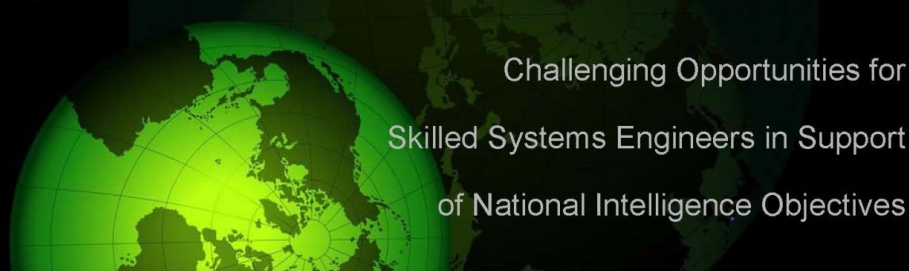 Challenging Opportunities for
Skilled Systems Engineers in Support
of National Intelligence Objectives